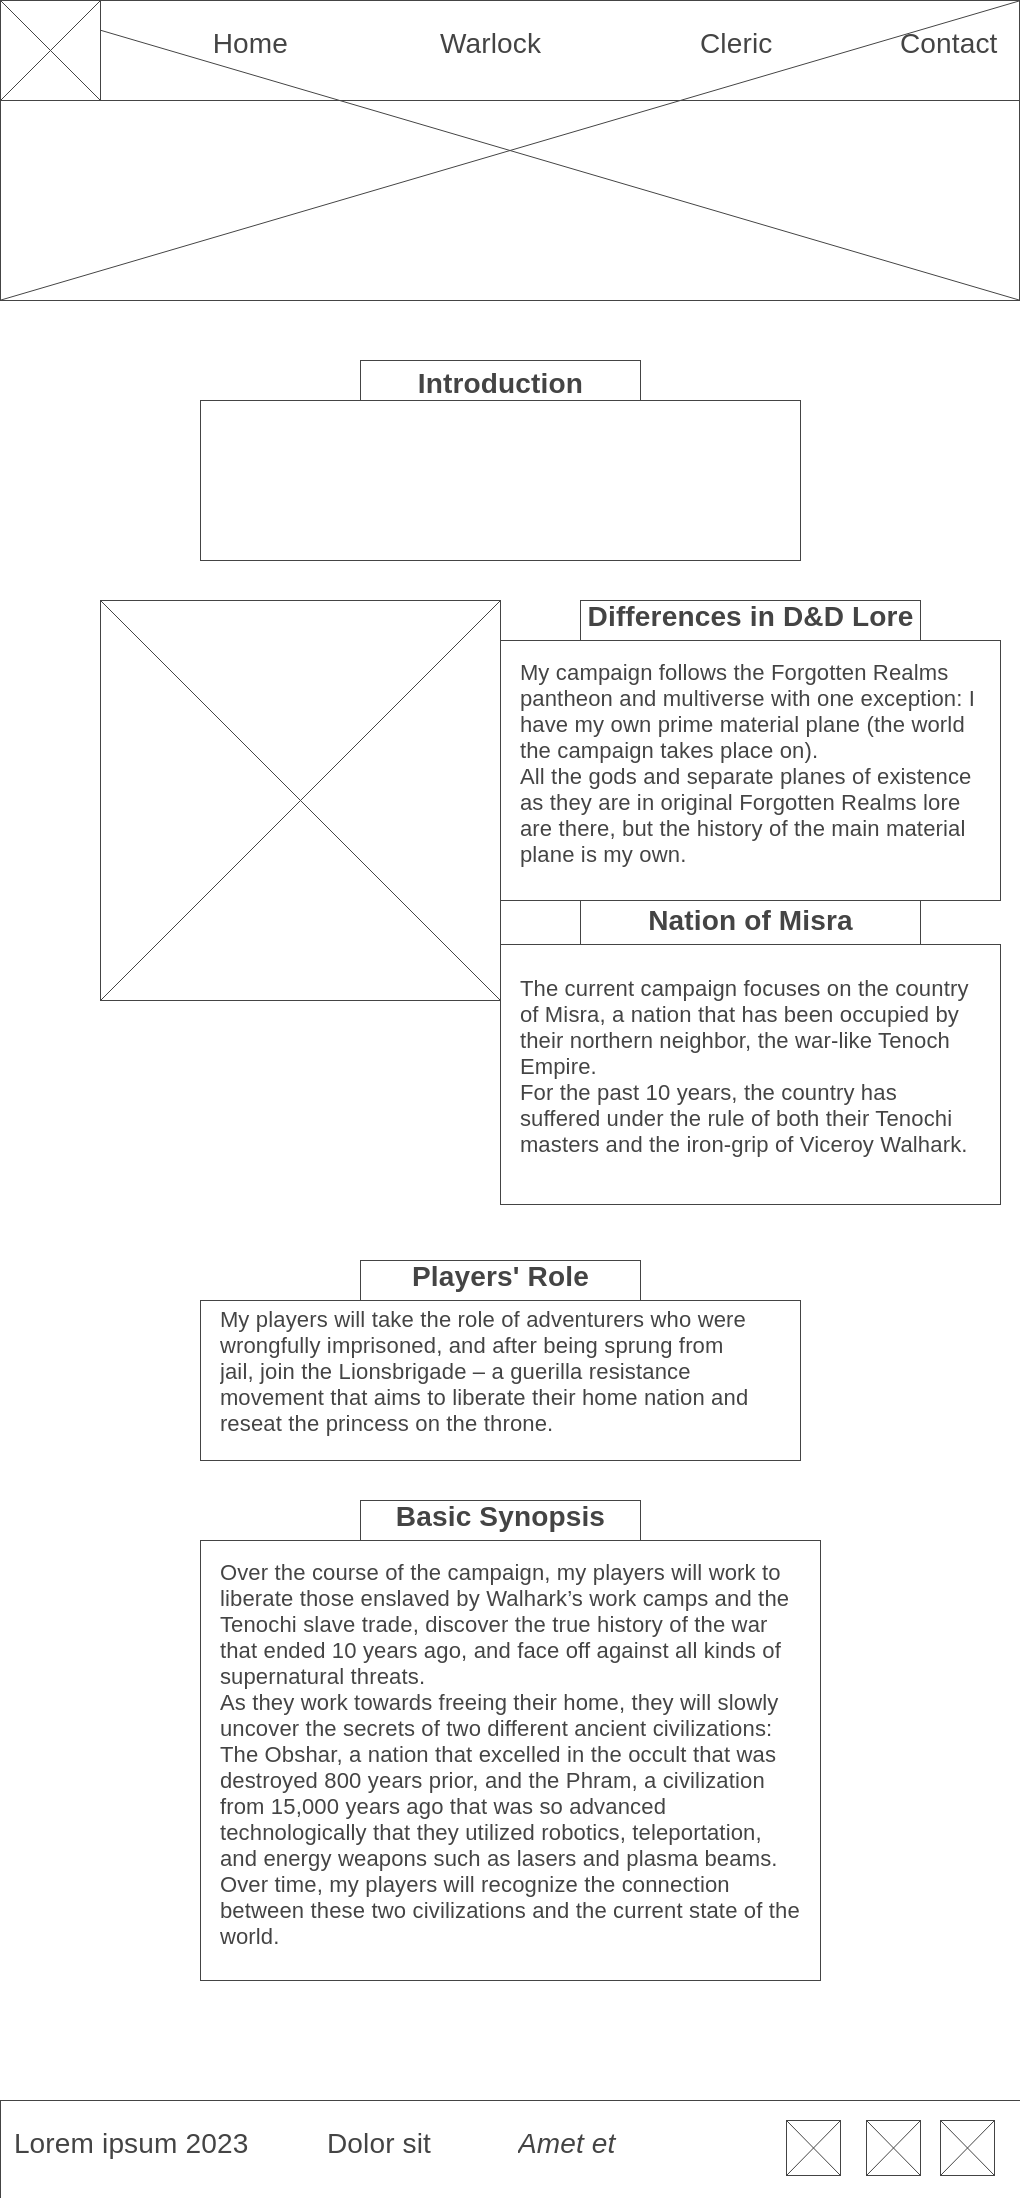 Home Warlock Cleric Contact
Introduction
Differences in D&D Lore
My campaign follows the Forgotten Realms
pantheon and multiverse with one exception: I
have my own prime material plane (the world
the campaign takes place on).
All the gods and separate planes of existence
as they are in original Forgotten Realms lore
are there, but the history of the main material
plane is my own.
Nation of Misra
The current campaign focuses on the country
of Misra, a nation that has been occupied by
their northern neighbor, the war-like Tenoch
Empire.
For the past 10 years, the country has
suffered under the rule of both their Tenochi
masters and the iron-grip of Viceroy Walhark.
Players' Role
My players will take the role of adventurers who were
wrongfully imprisoned, and after being sprung from
jail, join the Lionsbrigade – a guerilla resistance
movement that aims to liberate their home nation and
reseat the princess on the throne.
Basic Synopsis
Over the course of the campaign, my players will work to
liberate those enslaved by Walhark’s work camps and the
Tenochi slave trade, discover the true history of the war
that ended 10 years ago, and face off against all kinds of
supernatural threats.
As they work towards freeing their home, they will slowly
uncover the secrets of two different ancient civilizations:
The Obshar, a nation that excelled in the occult that was
destroyed 800 years prior, and the Phram, a civilization
from 15,000 years ago that was so advanced
technologically that they utilized robotics, teleportation,
and energy weapons such as lasers and plasma beams.
Over time, my players will recognize the connection
between these two civilizations and the current state of the
world.
Lorem ipsum 2023 Dolor sit Amet et